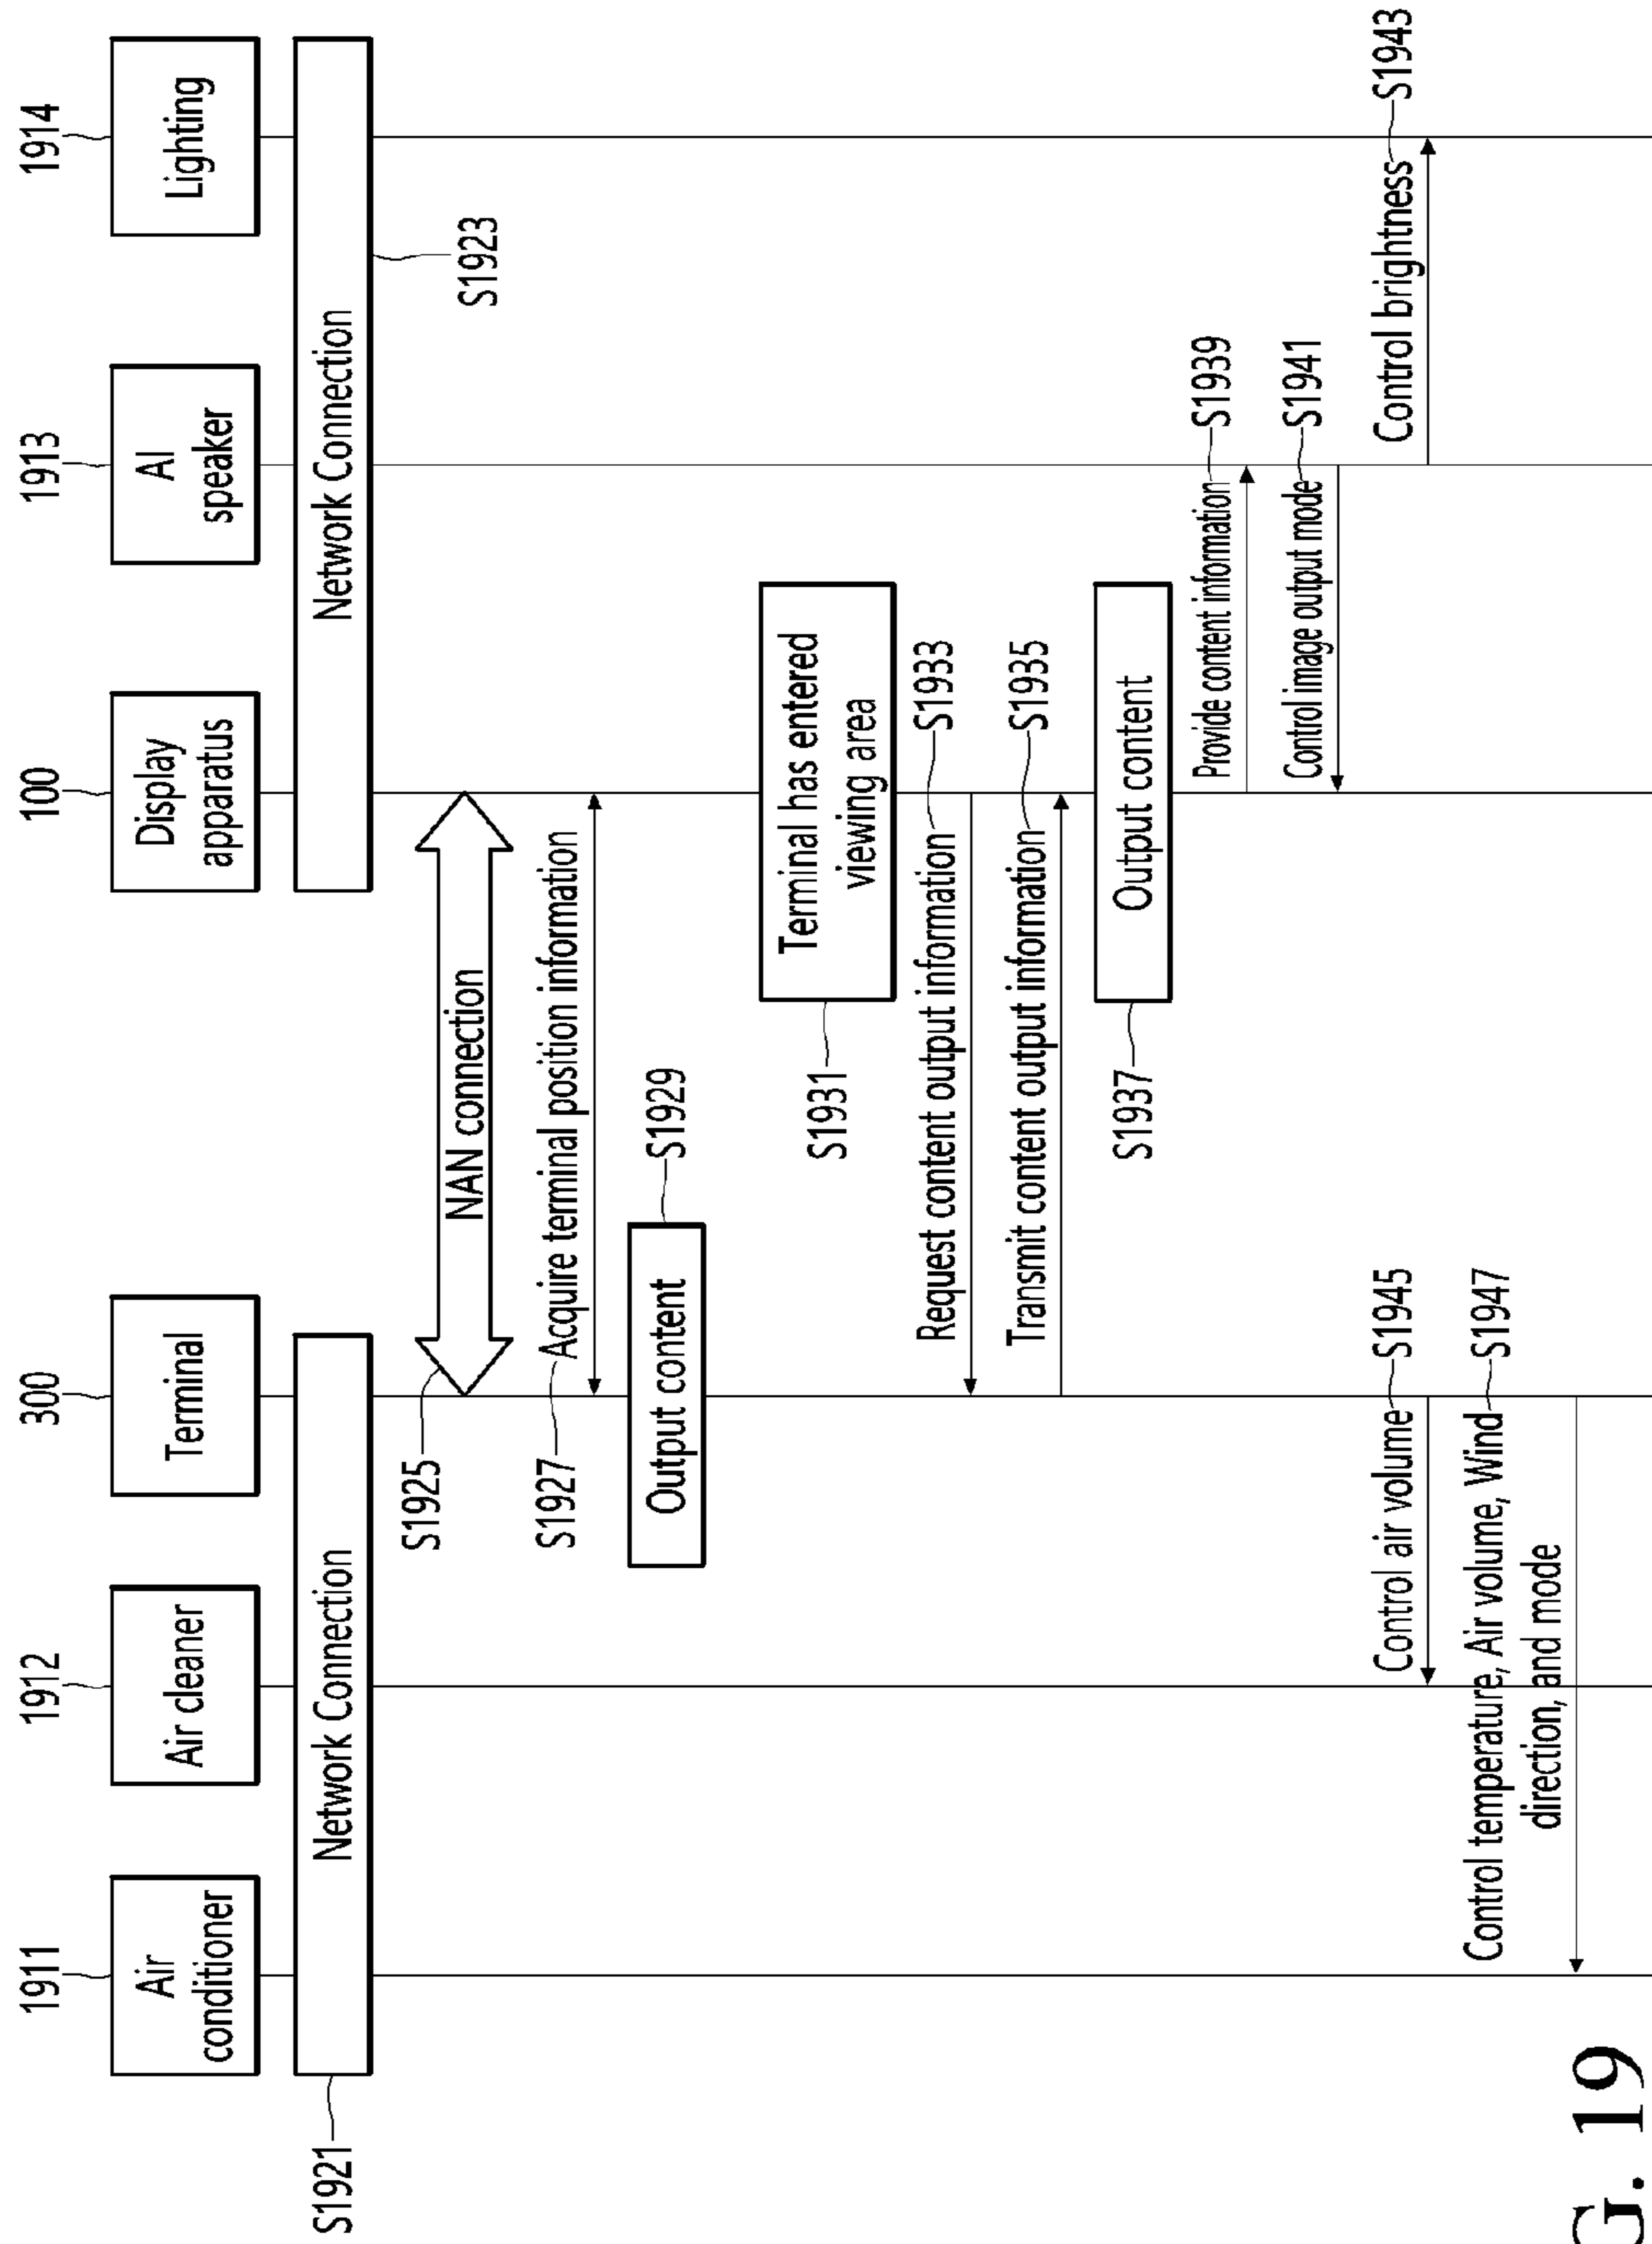 1911
1912
300
100
1913
1914
Air
conditioner
Air cleaner
Terminal
Display
apparatus
AI
speaker
Lighting
S1921
Network Connection
Network Connection
S1923
S1925
NAN connection
S1927
Acquire terminal position information
Output content
S1929
Terminal has entered
viewing area
S1931
Request content output information
S1933
Transmit content output information
S1935
Output content
S1937
Provide content information
S1939
Control image output mode
S1941
Control air volume
S1945
Control brightness
S1943
Control temperature, Air volume, Wind
direction, and mode
S1947
G. 19